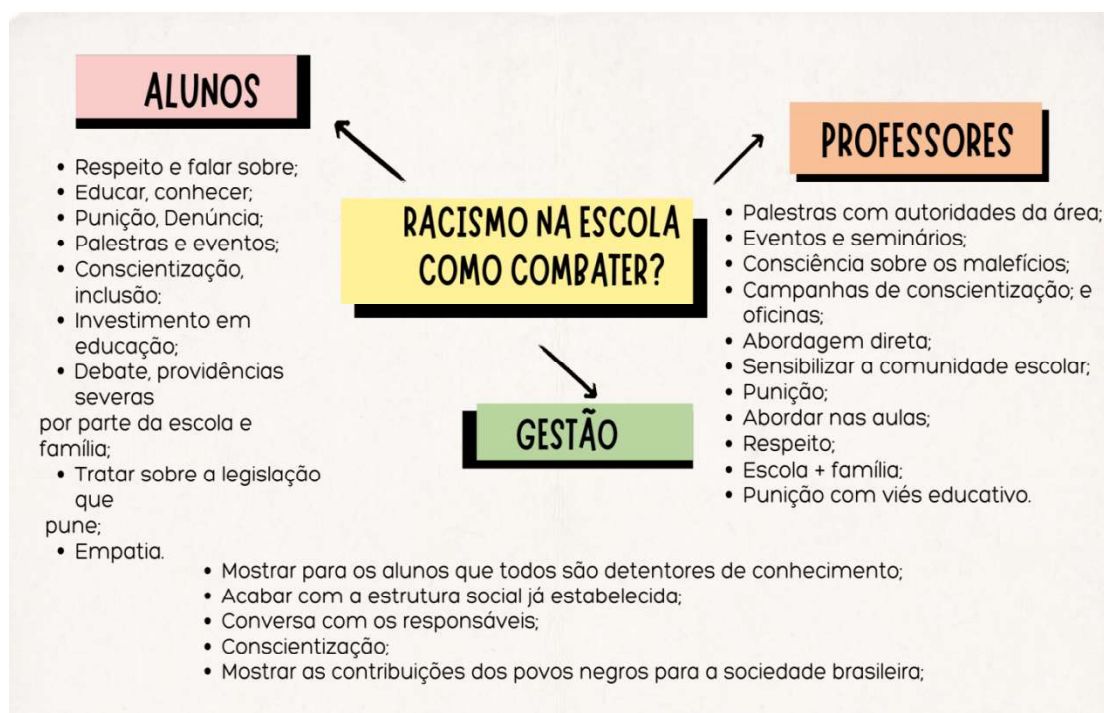 ALUNOS
• Respeito e falar sobre;
• Educar, conhecer;
• Punição, Denúncia;
• Palestras e eventos;
• Conscientização,
inclusão;
• Investimento em
educação;
• Debate, providências
severas
por parte da escola e
família;
• Tratar sobre a legislação
que
pune;
• Empatia.
RACISMO NA ESCOLA
COMO COMBATER?
PROFESSORES
• Palestras com autoridades da área;
• Eventos e seminários;
• Consciência sobre os malefícios;
• Campanhas de conscientização; e
oficinas;
• Abordagem direta;
• Sensibilizar a comunidade escolar;
• Punição;
• Abordar nas aulas;
• Respeito;
• Escola + família;
• Punição com viés educativo.
GESTÃO
• Mostrar para os alunos que todos são detentores de conhecimento;
• Acabar com a estrutura social já estabelecida;
• Conversa com os responsáveis;
• Conscientização;
• Mostrar as contribuições dos povos negros para a sociedade brasileira;